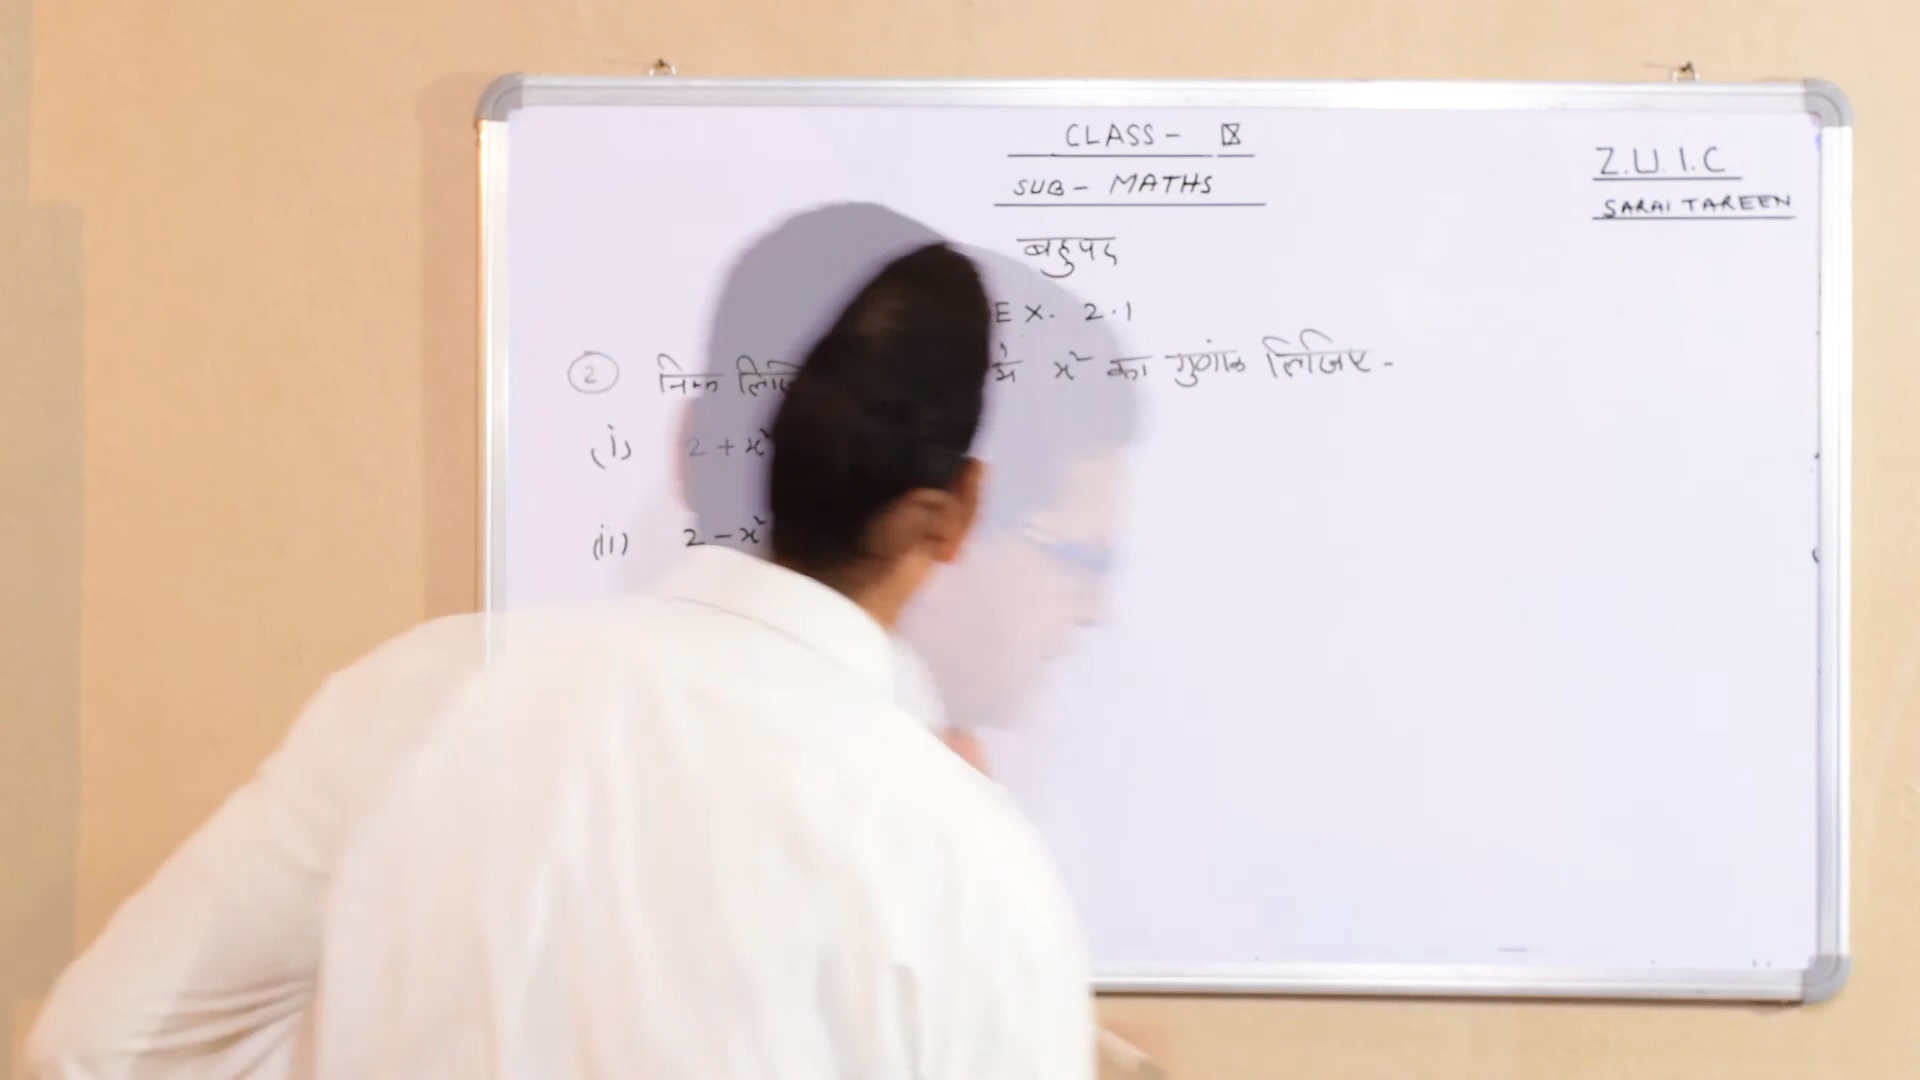 CLASS - IX
SUB - MATHS
Z.U.I.C
SARAI TAREEN
बहुपद
EX. 2.1
2 निम्न में x² का गुणांक लिजिए -
(i) 2 + x²
(ii) 2 - x²